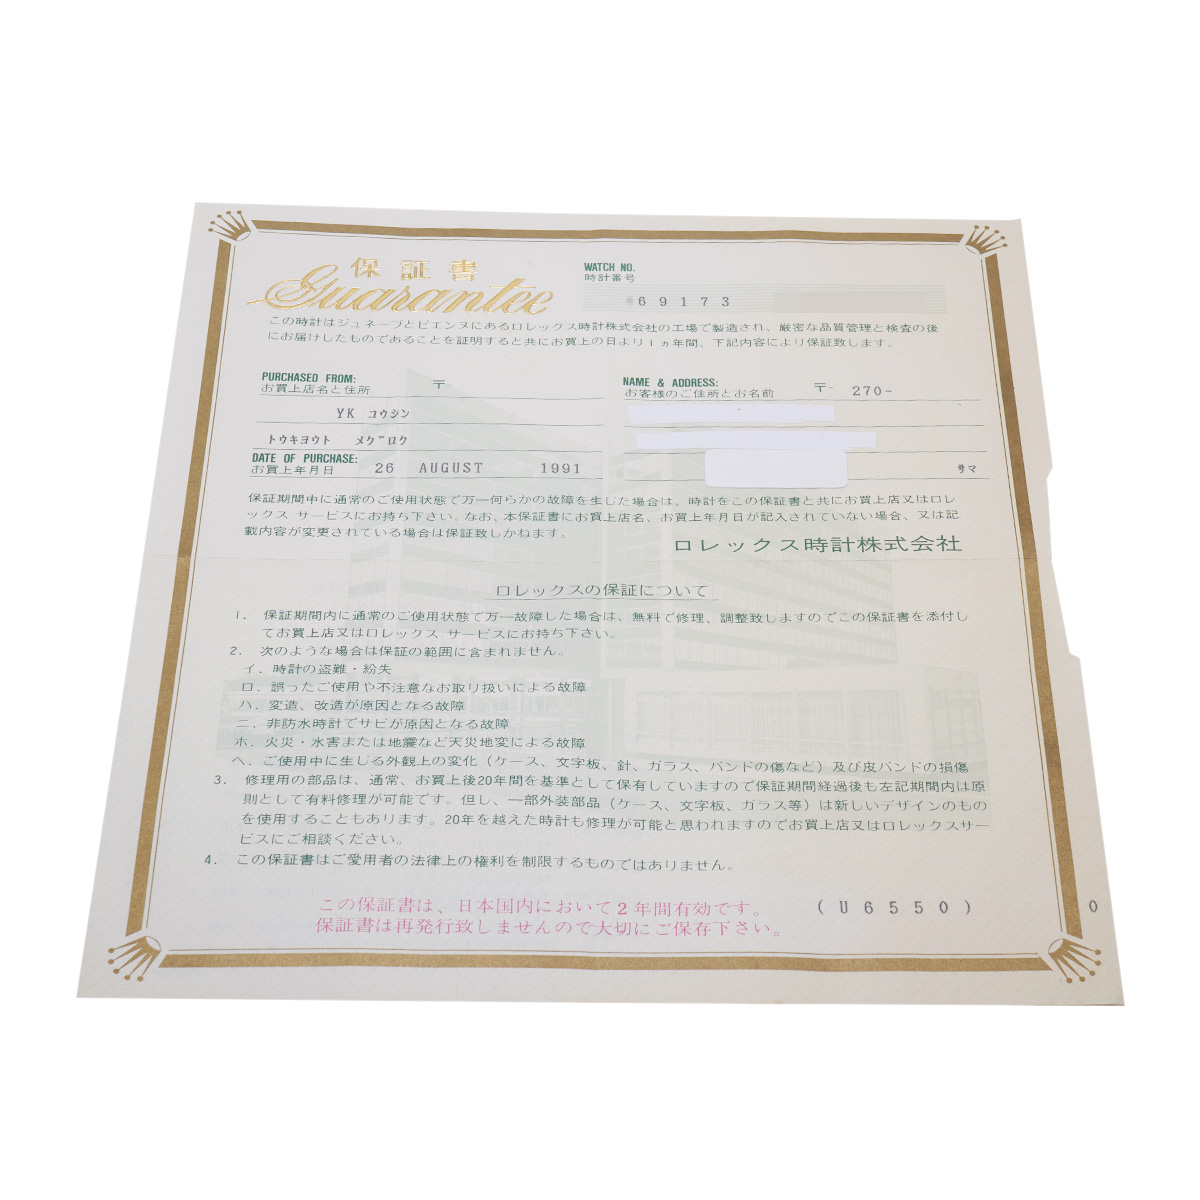 保証書
Guarantee
WATCH NO.
時計番号
*69173
この時計はジュネーブとビエンヌにあるロレックス時計株式会社の工場で製造され、厳密な品質管理と検査の後
にお届けしたものであることを証明すると共にお買上の日より1ヵ年間、下記内容により保証致します。
PURCHASED FROM:
お買上店名と住所 〒
YK コウシン
トウキヨウト メグロク
DATE OF PURCHASE:
お買上年月日 26 AUGUST 1991
NAME & ADDRESS:
お客様のご住所とお名前 〒 270-
サマ
保証期間中に通常のご使用状態で万一何らかの故障を生じた場合は、時計をこの保証書と共にお買上店又はロレ
ックス サービスにお持ち下さい。なお、本保証書にお買上店名、お買上年月日が記入されていない場合、又は記
載内容が変更されている場合は保証致しかねます。
ロレックス時計株式会社
ロレックスの保証について
1. 保証期間内に通常のご使用状態で万一故障した場合は、無料で修理、調整致しますのでこの保証書を添付し
てお買上店又はロレックス サービスにお持ち下さい。
2. 次のような場合は保証の範囲に含まれません。
イ. 時計の盗難・紛失
ロ. 誤ったご使用や不注意なお取り扱いによる故障
ハ. 変造、改造が原因となる故障
ニ. 非防水時計でサビが原因となる故障
ホ. 火災・水害または地震など天災地変による故障
ヘ. ご使用中に生じる外観上の変化（ケース、文字板、針、ガラス、バンドの傷など）及び皮バンドの損傷
3. 修理用の部品は、通常、お買上後20年間を基準として保有していますので保証期間経過後も左記期間内は原
則として有料修理が可能です。但し、一部外装部品（ケース、文字板、ガラス等）は新しいデザインのもの
を使用することもあります。20年を越えた時計も修理が可能と思われますのでお買上店又はロレックスサー
ビスにご相談ください。
4. この保証書はご愛用者の法律上の権利を制限するものではありません。
この保証書は、日本国内において2年間有効です。
保証書は再発行致しませんので大切にご保存下さい。
(U6550) 0